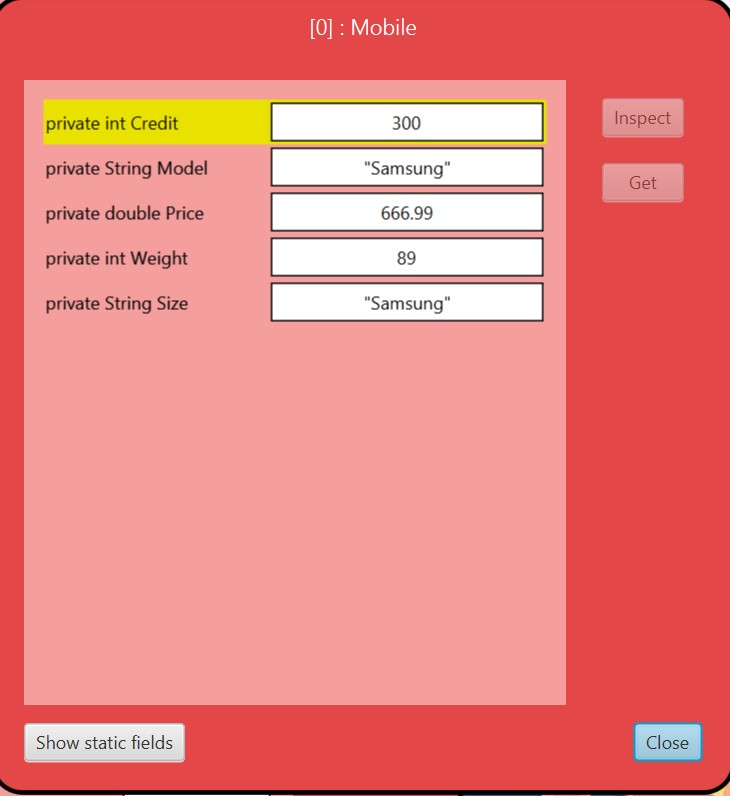 [0] : Mobile
private int Credit 300
Inspect
private String Model "Samsung"
Get
private double Price 666.99
private int Weight 89
private String Size "Samsung"
Show static fields
Close